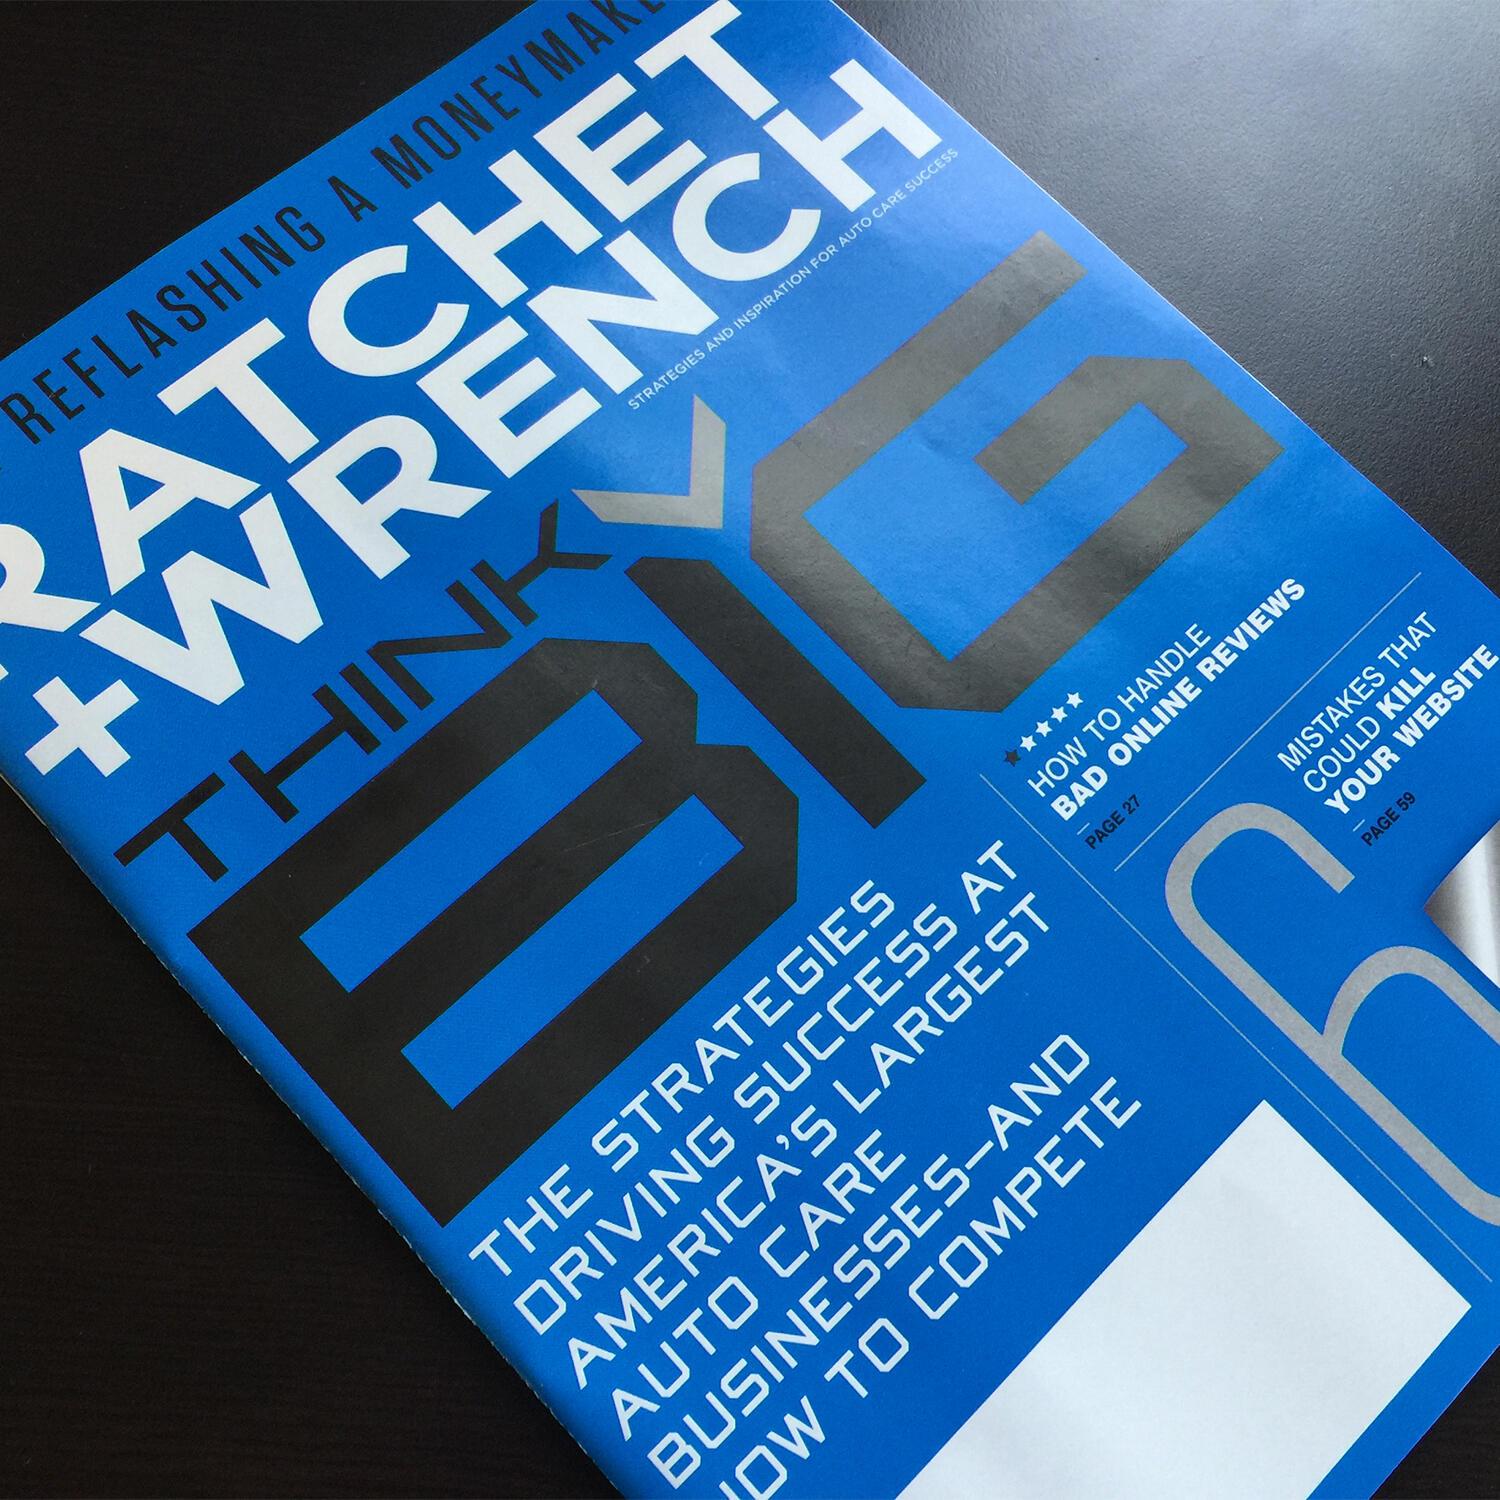 REFLASHING A
RATCHET
+WRENCH
STRATEGIES AND INSPIRATION FOR AUTO CARE SUCCESS
THINK
BIG
THE STRATEGIES
DRIVING SUCCESS AT
AMERICA'S LARGEST
AUTO CARE
BUSINESSES—AND
HOW TO COMPETE
HOW TO HANDLE
BAD ONLINE REVIEWS
PAGE 27
MISTAKES THAT
COULD KILL
YOUR WEBSITE
PAGE 59
6